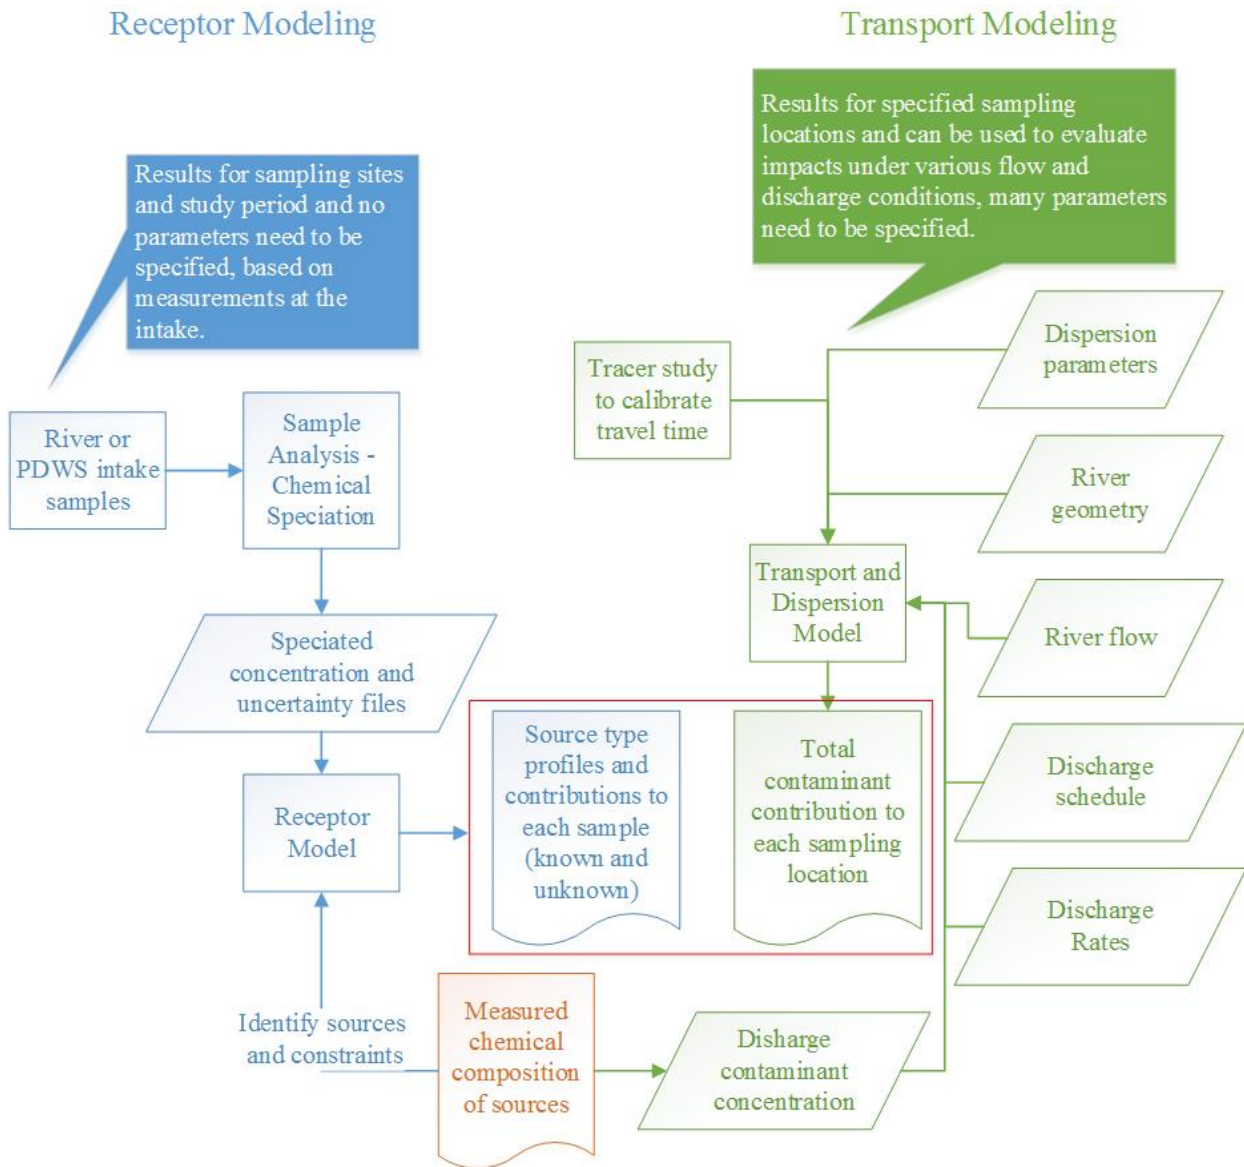 Receptor Modeling
Transport Modeling
Results for sampling sites
and study period and no
parameters need to be
specified, based on
measurements at the
intake.
Results for specified sampling
locations and can be used to evaluate
impacts under various flow and
discharge conditions, many parameters
need to be specified.
River or
PDWS intake
samples
Sample
Analysis -
Chemical
Speciation
Tracer study
to calibrate
travel time
Dispersion
parameters
River
geometry
Transport and
Dispersion
Model
River flow
Speciated
concentration and
uncertainty files
Receptor
Model
Source type
profiles and
contributions to
each sample
(known and
unknown)
Total
contaminant
contribution to
each sampling
location
Discharge
schedule
Discharge
Rates
Identify sources
and constraints
Measured
chemical
composition
of sources
Disharge
contaminant
concentration